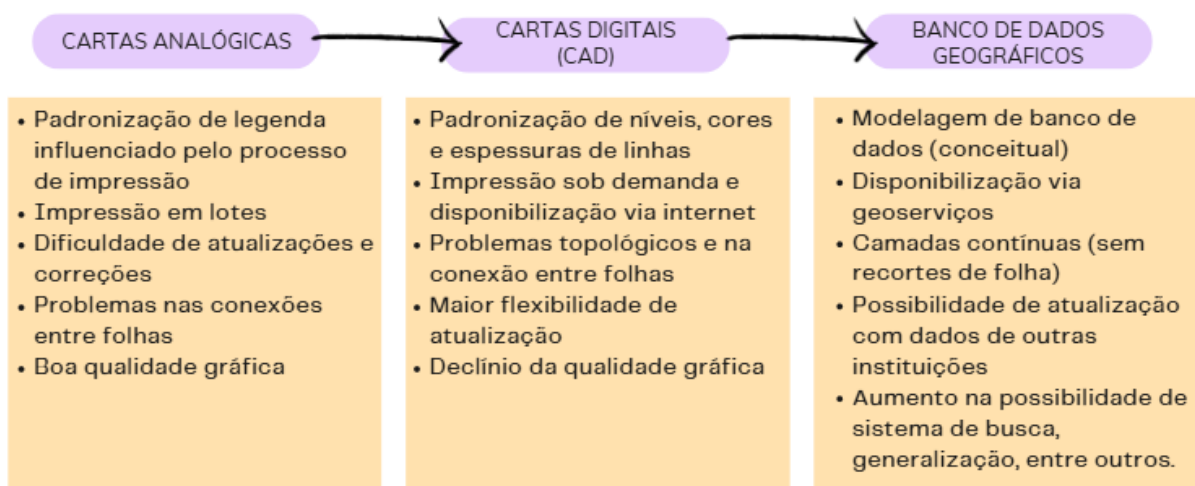 CARTAS ANALÓGICAS
CARTAS DIGITAIS
(CAD)
BANCO DE DADOS
GEOGRÁFICOS
• Padronização de legenda
influenciado pelo processo
de impressão
• Impressão em lotes
• Dificuldade de atualizações e
correções
• Problemas nas conexões
entre folhas
• Boa qualidade gráfica
• Padronização de níveis, cores
e espessuras de linhas
• Impressão sob demanda e
disponibilização via internet
• Problemas topológicos e na
conexão entre folhas
• Maior flexibilidade de
atualização
• Declínio da qualidade gráfica
• Modelagem de banco de
dados (conceitual)
• Disponibilização via
geoserviços
• Camadas contínuas (sem
recortes de folha)
• Possibilidade de atualização
com dados de outras
instituições
• Aumento na possibilidade de
sistema de busca,
generalização, entre outros.